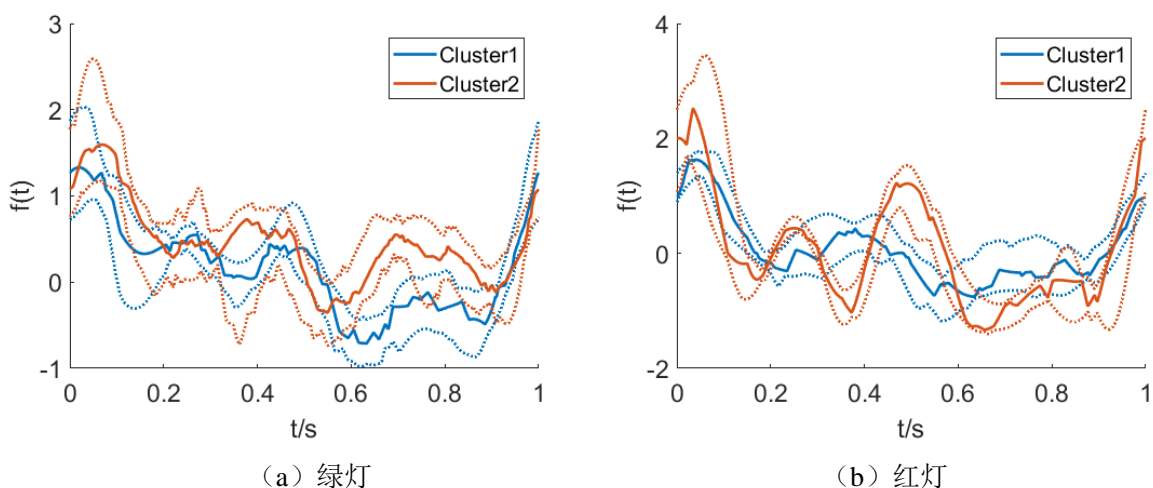 3
2
1
0
-1
f(t)
0
0.2
0.4
0.6
0.8
1
t/s
Cluster1
Cluster2
（a）绿灯
4
2
0
-2
f(t)
0
0.2
0.4
0.6
0.8
1
t/s
Cluster1
Cluster2
（b）红灯